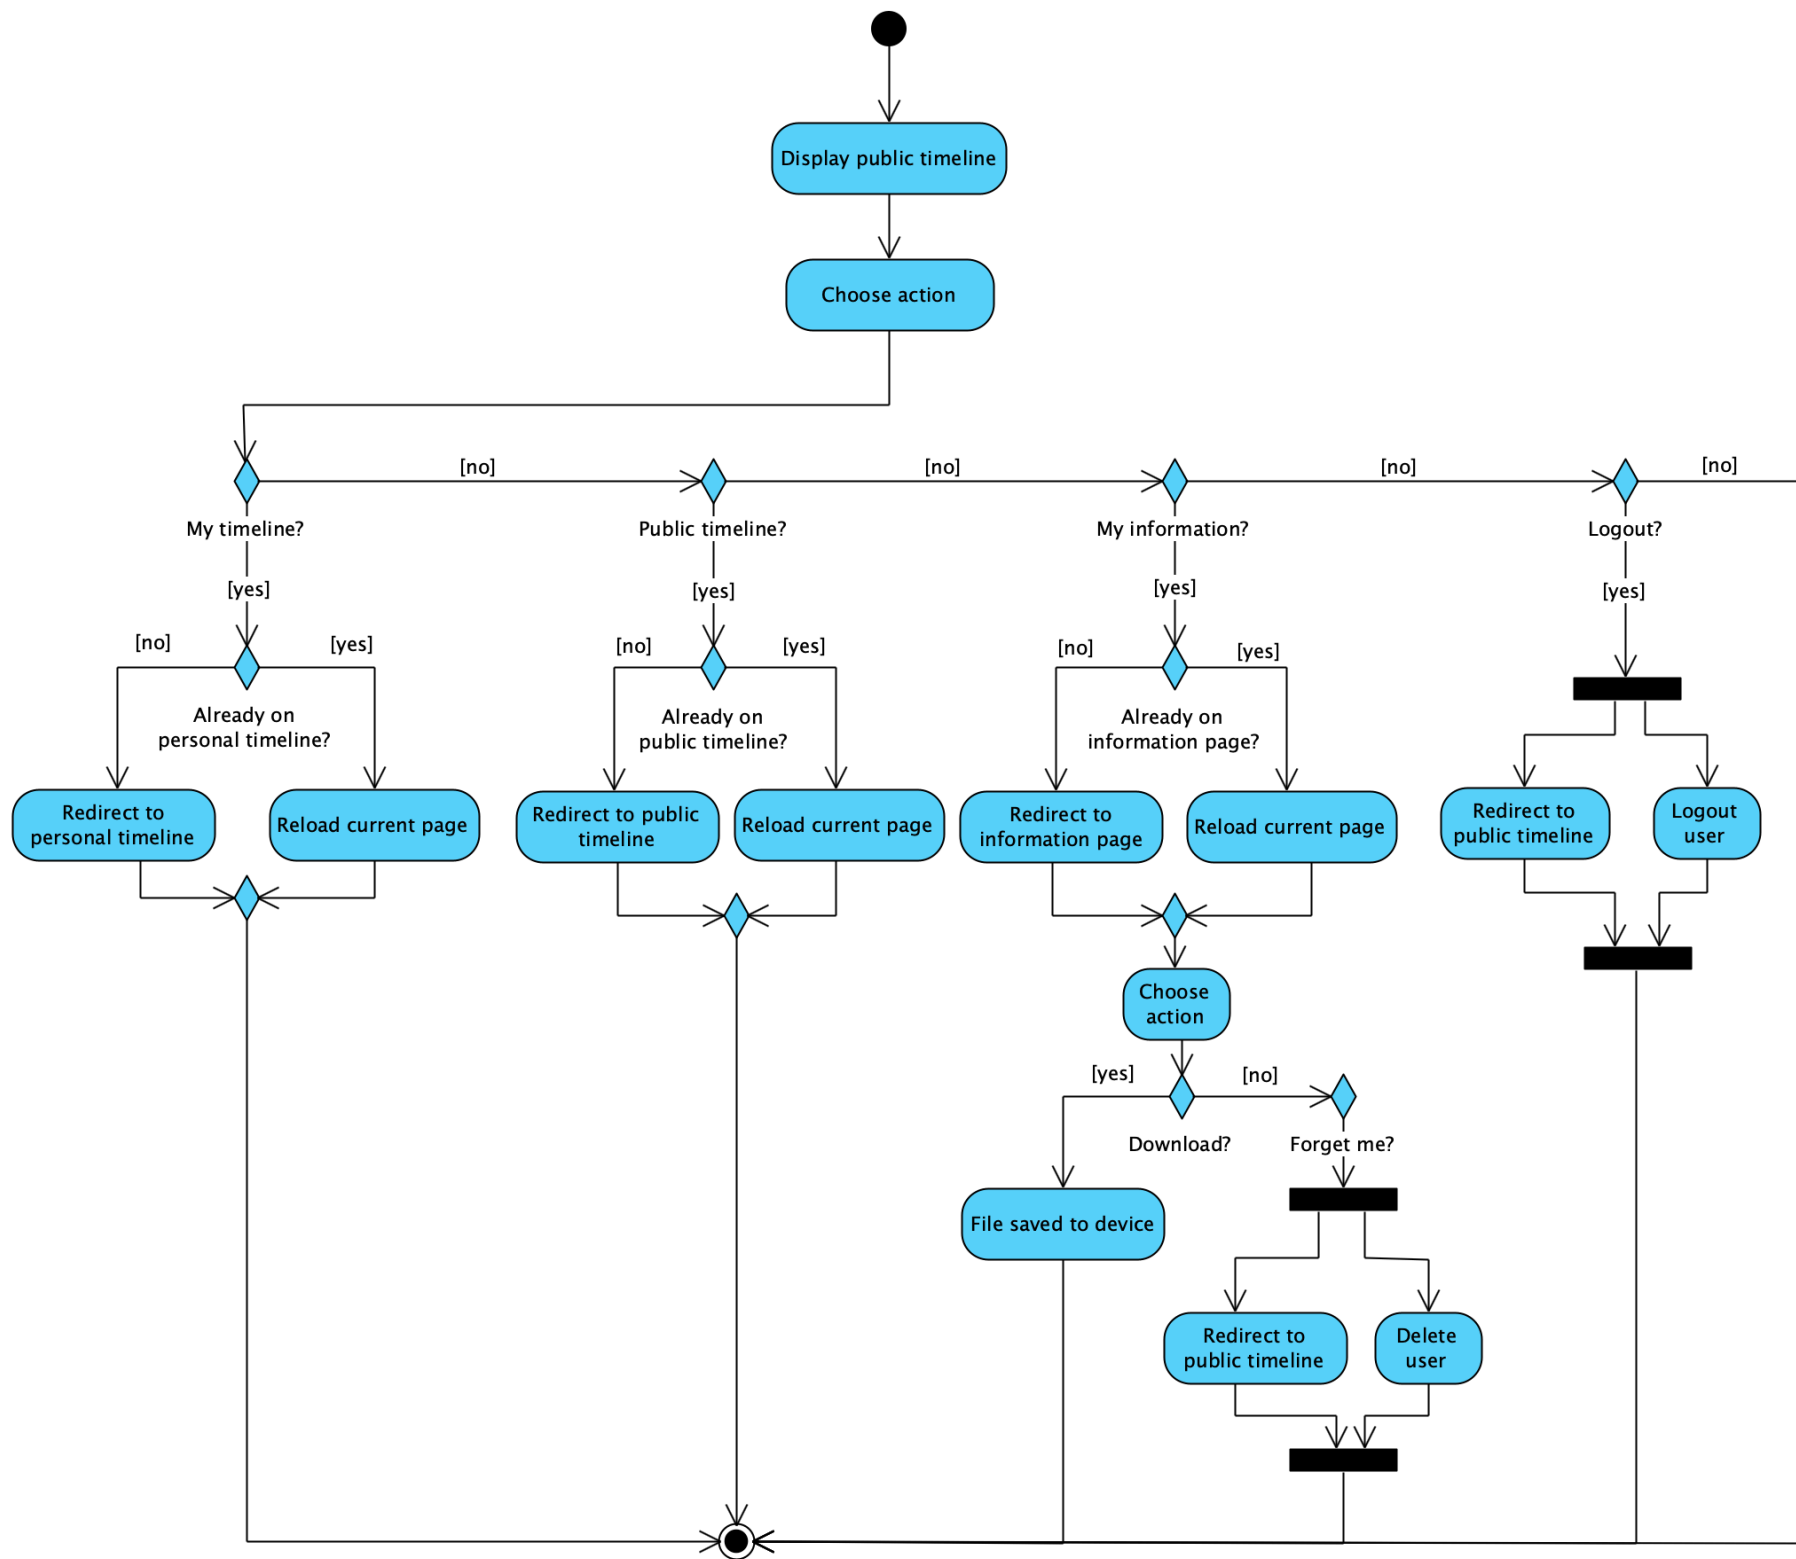 Display public timeline
Choose action
[no]
[no]
[no]
[no]
My timeline?
Public timeline?
My information?
Logout?
[yes]
[yes]
[yes]
[yes]
[no]
[yes]
[no]
[yes]
[no]
[yes]
Already on
personal timeline?
Already on
public timeline?
Already on
information page?
Redirect to
personal timeline
Reload current page
Redirect to public
timeline
Reload current page
Redirect to
information page
Reload current page
Redirect to
public timeline
Logout
user
Choose
action
[yes]
[no]
Download?
Forget me?
File saved to device
Redirect to
public timeline
Delete
user